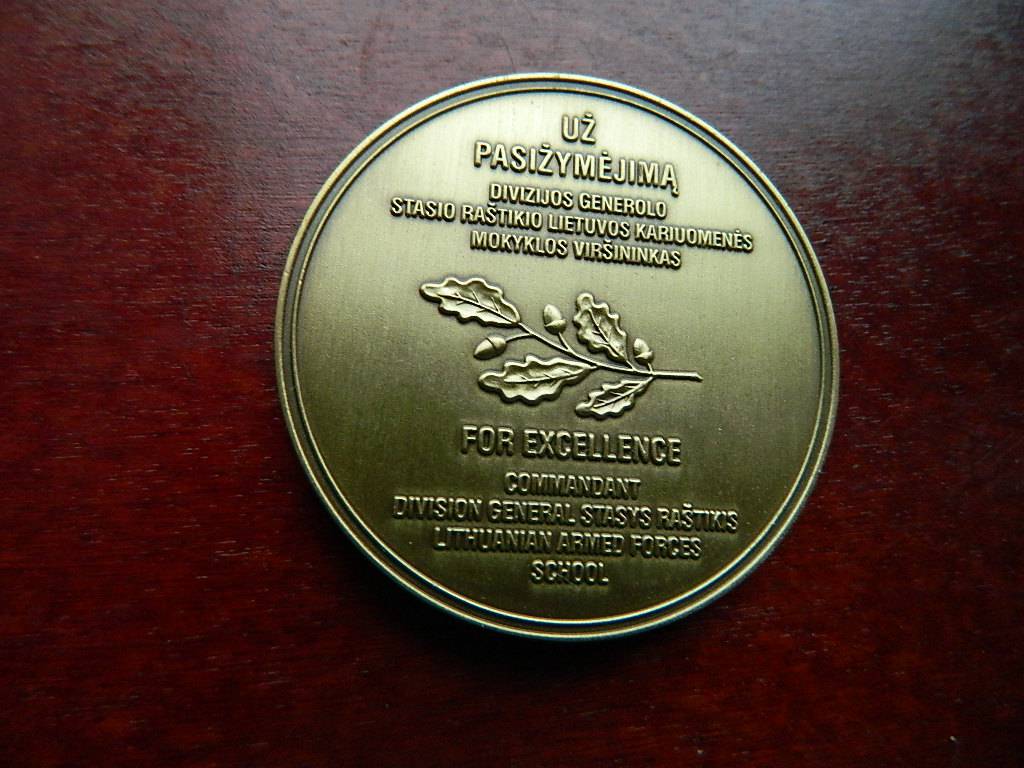 UŽ
PASIŽYMĖJIMĄ
DIVIZIJOS GENEROLO
STASIO RAŠTIKIO LIETUVOS KARIUOMENĖS
MOKYKLOS VIRŠININKAS
FOR EXCELLENCE
COMMANDANT
DIVISION GENERAL STASYS RAŠTIKIS
LITHUANIAN ARMED FORCES
SCHOOL